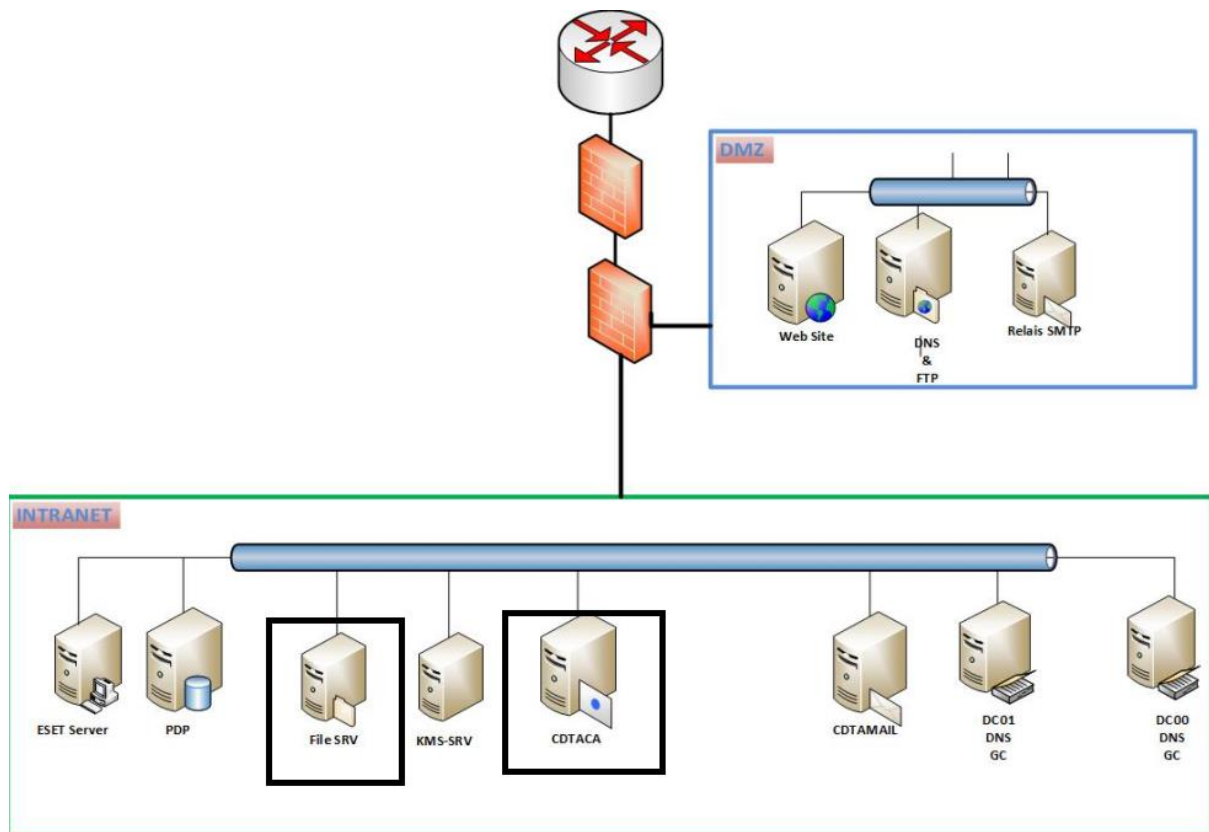 DMZ
Web Site
DNS
&
FTP
Relais SMTP
INTRANET
ESET Server
PDP
File SRV
KMS-SRV
CDTACA
CDTAMAIL
DC01
DNS
GC
DC00
DNS
GC